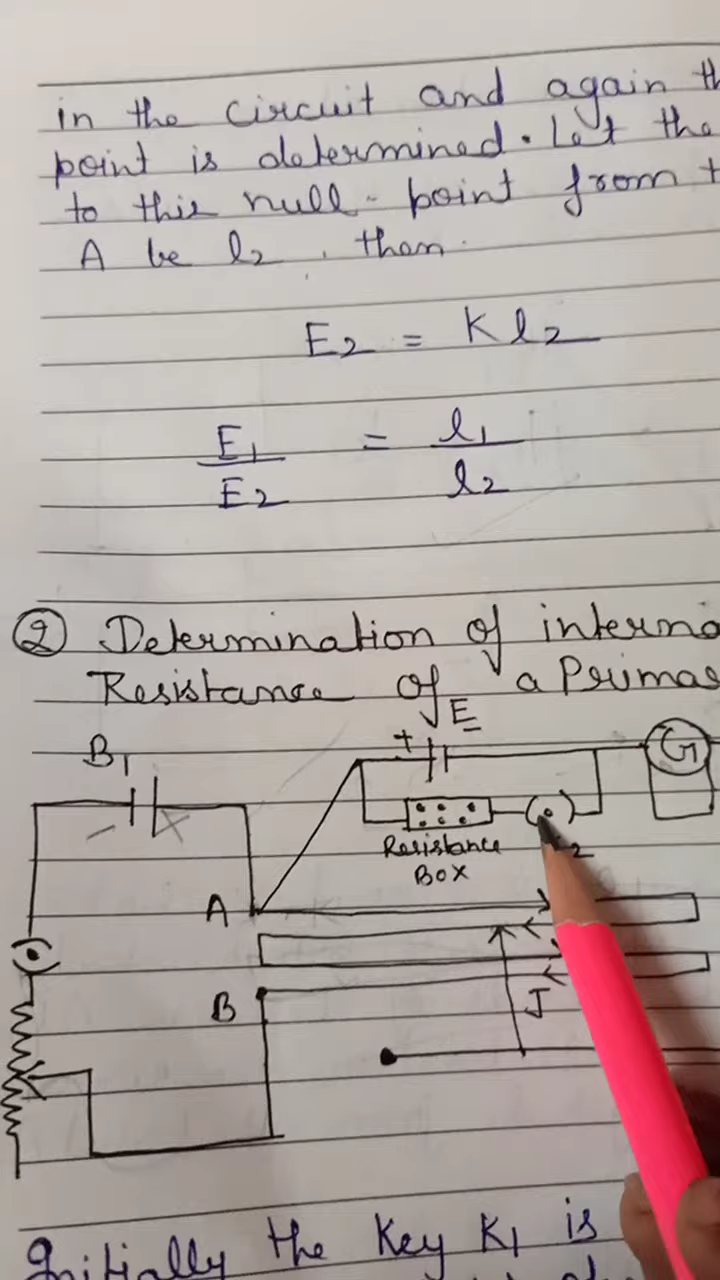 in the circuit and again th
point is determined. Let the
to this null-point from t
A be l2, then
E2 = K l2
E1 / E2 = l1 / l2
② Determination of interna
Resistance of a Primar
E
+
B1
G
Resistance
Box
2
A
B
J
Initially the Key K1 is